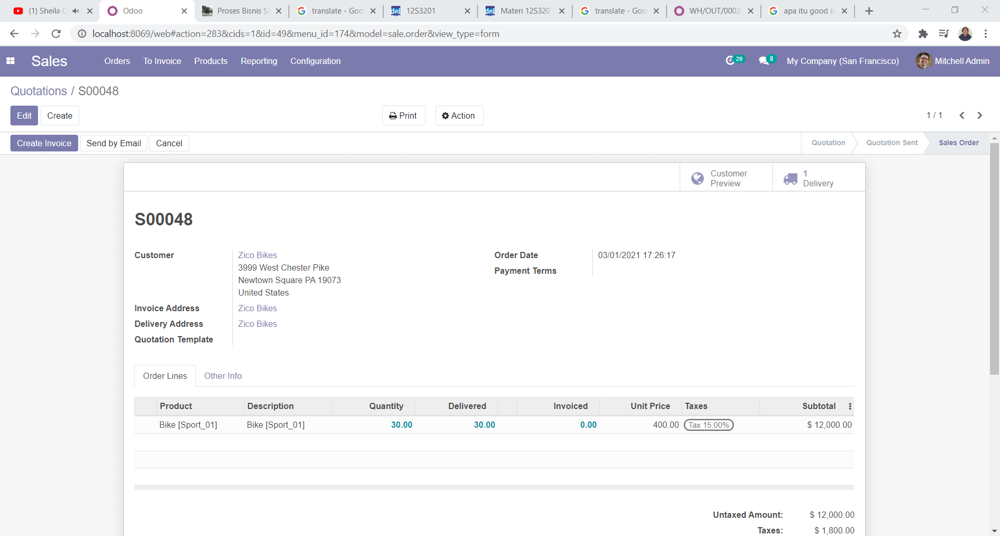 (1) Sheila
Odoo
Proses Bisnis
translate - Goo
12S3201
Materi 12S3201
translate - Goo
WH/OUT/0002
apa itu good is
localhost:8069/web#action=283&cids=1&id=49&menu_id=174&model=sale.order&view_type=form
Sales
Orders
To Invoice
Products
Reporting
Configuration
20
8
My Company (San Francisco)
Mitchell Admin
Quotations / S00048
Edit
Create
Print
Action
1 / 1
Create Invoice
Send by Email
Cancel
Quotation
Quotation Sent
Sales Order
Customer
Preview
1
Delivery
S00048
Customer
Zico Bikes
3999 West Chester Pike
Newtown Square PA 19073
United States
Order Date
03/01/2021 17:26:17
Payment Terms
Invoice Address
Zico Bikes
Delivery Address
Zico Bikes
Quotation Template
Order Lines
Other Info
Product Description Quantity Delivered Invoiced Unit Price Taxes Subtotal
Bike [Sport_01] Bike [Sport_01] 30.00 30.00 0.00 400.00 Tax 15.00% $ 12,000.00
Untaxed Amount: $ 12,000.00
Taxes: $ 1,800.00